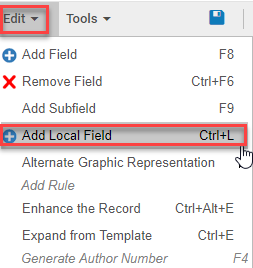 Edit Tools
Add Field F8
Remove Field Ctrl+F6
Add Subfield F9
Add Local Field Ctrl+L
Alternate Graphic Representation
Add Rule
Enhance the Record Ctrl+Alt+E
Expand from Template Ctrl+E
Generate Author Number F4